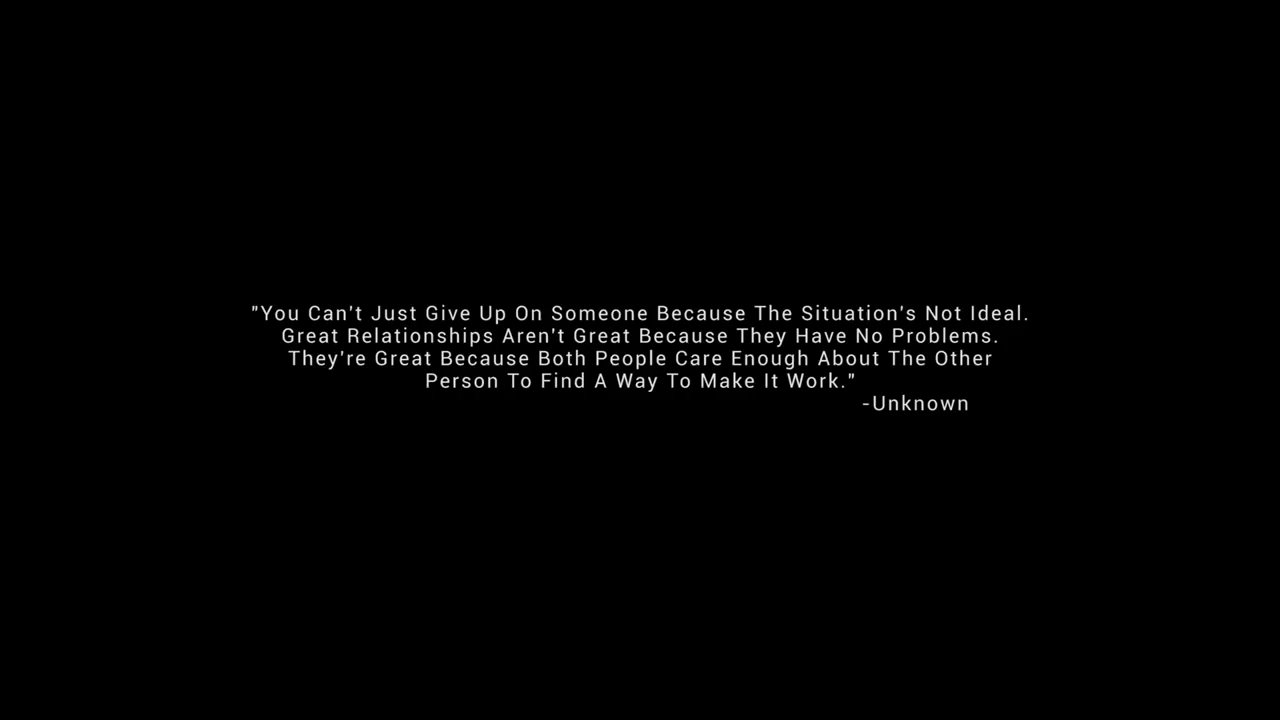 "You Can't Just Give Up On Someone Because The Situation's Not Ideal.
Great Relationships Aren't Great Because They Have No Problems.
They're Great Because Both People Care Enough About The Other
Person To Find A Way To Make It Work."
-Unknown